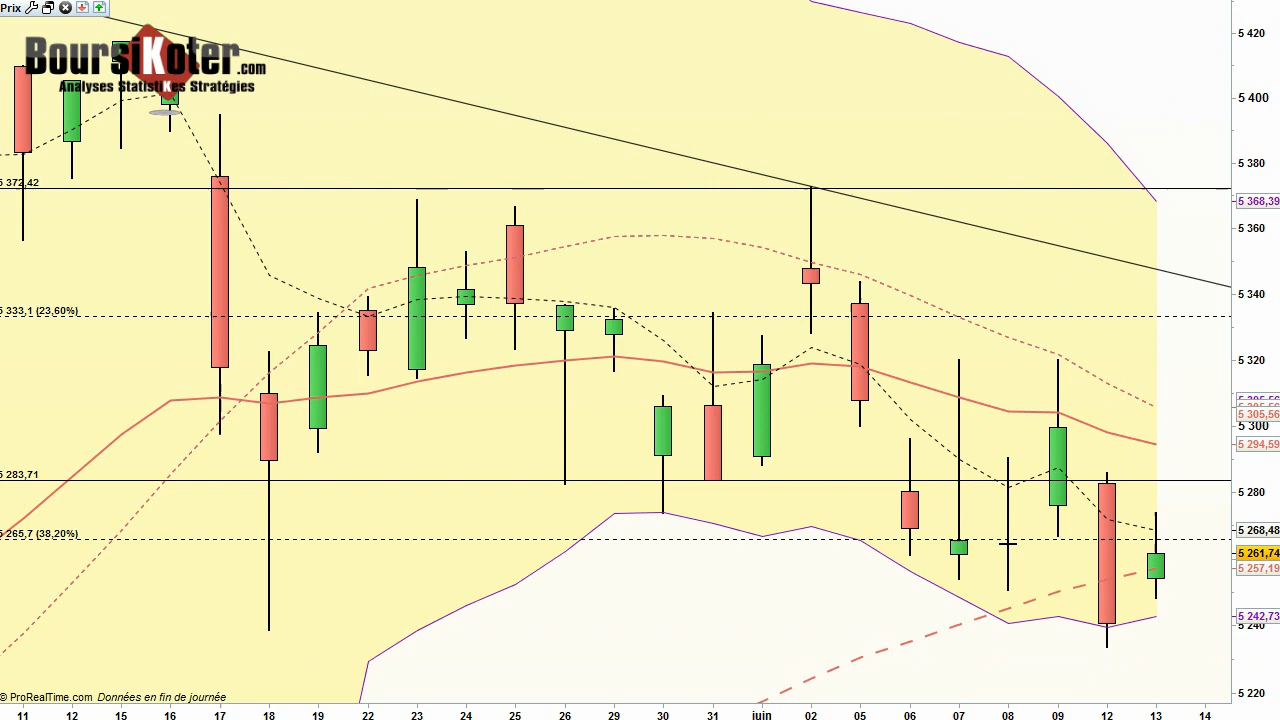 Prix
BoursiKoter.com
Analyses StatistiKes Stratégies
5 420
5 400
5 380
5 372,42
5 368,39
5 360
5 340
5 333,1 (23,60%)
5 320
5 305,56
5 300
5 294,59
5 283,71
5 280
5 265,7 (38,20%)
5 268,48
5 261,74
5 257,19
5 242,73
5 240
5 220
© ProRealTime.com Données en fin de journée
11 12 15 16 17 18 19 22 23 24 25 26 29 30 31 juin 02 05 06 07 08 09 12 13 14